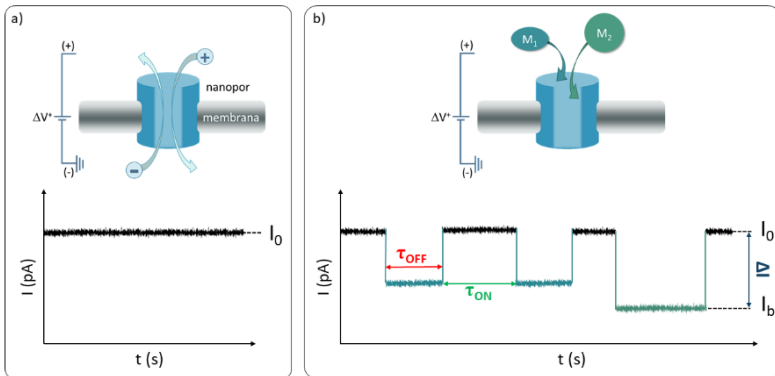 a)
(+)
+
nanopor
ΔV⁺
membrana
(-)
−
I (pA)
I₀
t (s)
b)
M₁
M₂
(+)
ΔV⁺
(-)
I (pA)
τOFF
τON
I₀
ΔI
Ib
t (s)